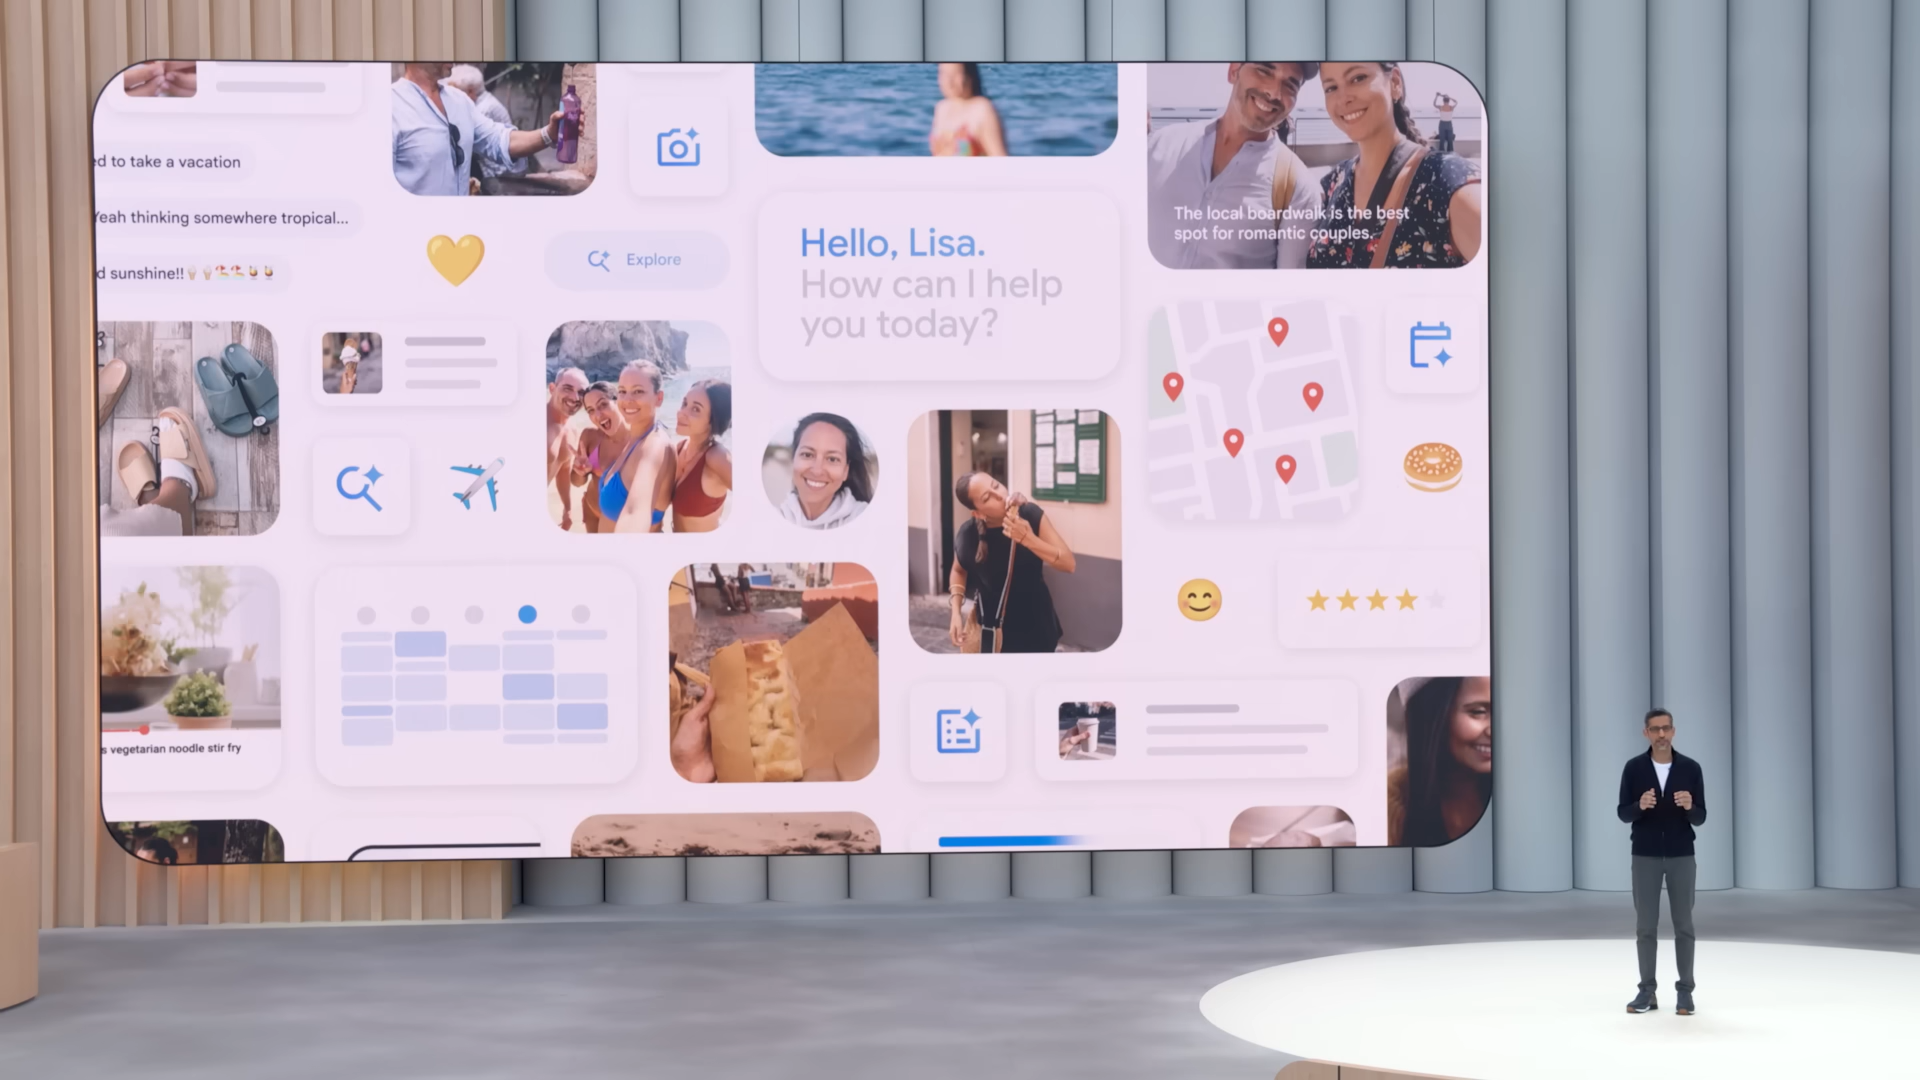 ed to take a vacation
Yeah thinking somewhere tropical...
d sunshine!!
Explore
Hello, Lisa.
How can I help
you today?
The local boardwalk is the best
spot for romantic couples.
s vegetarian noodle stir fry